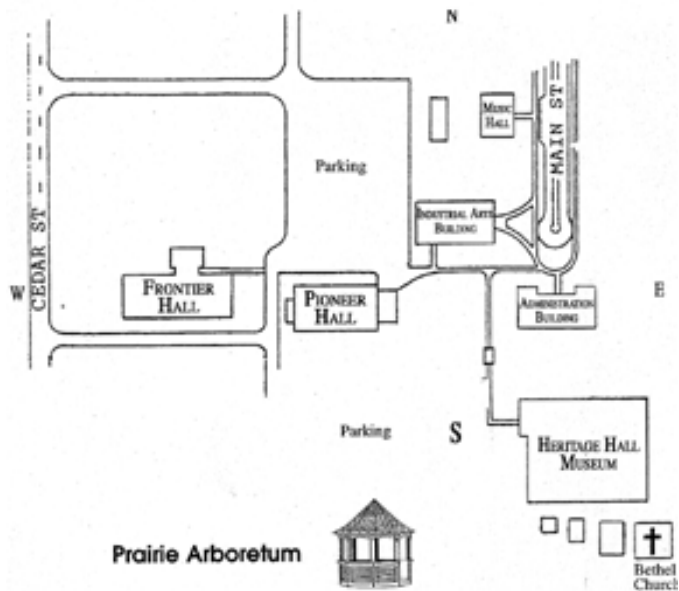 N
MUSIC
HALL
MAIN ST
Parking
INDUSTRIAL ARTS
BUILDING
CEDAR ST
W
FRONTIER
HALL
PIONEER
HALL
ADMINISTRATION
BUILDING
E
Parking
S
HERITAGE HALL
MUSEUM
Prairie Arboretum
Bethel
Church